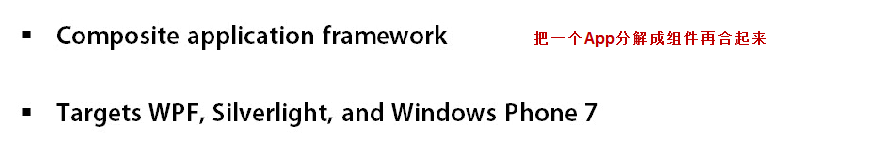 ▪ Composite application framework 把一个App分解成组件再合起来
▪ Targets WPF, Silverlight, and Windows Phone 7